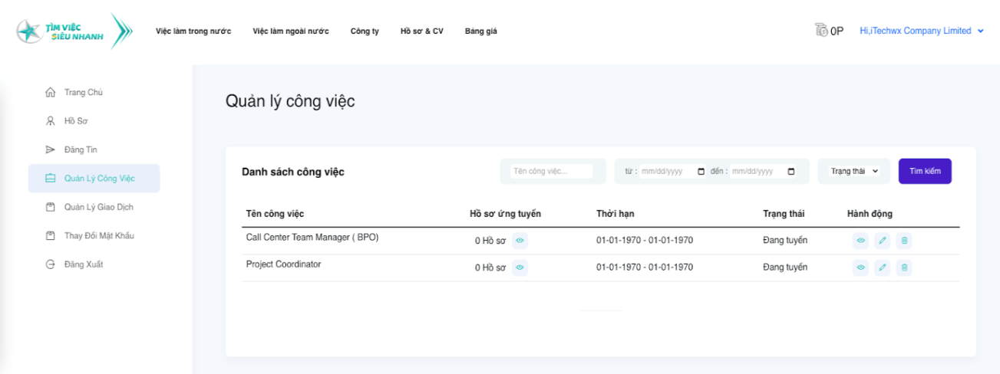 TÌM VIỆC
SIÊU NHANH
Việc làm trong nước Việc làm ngoài nước Công ty Hồ sơ & CV Bảng giá
0P Hi,iTechwx Company Limited
Trang Chủ
Hồ Sơ
Đăng Tin
Quản Lý Công Việc
Quản Lý Giao Dịch
Thay Đổi Mật Khẩu
Đăng Xuất
Quản lý công việc
Danh sách công việc Tên công việc... từ : mm/dd/yyyy đến : mm/dd/yyyy Trạng thái Tìm kiếm
Tên công việc Hồ sơ ứng tuyển Thời hạn Trạng thái Hành động
Call Center Team Manager ( BPO) 0 Hồ sơ 01-01-1970 - 01-01-1970 Đang tuyển
Project Coordinator 0 Hồ sơ 01-01-1970 - 01-01-1970 Đang tuyển